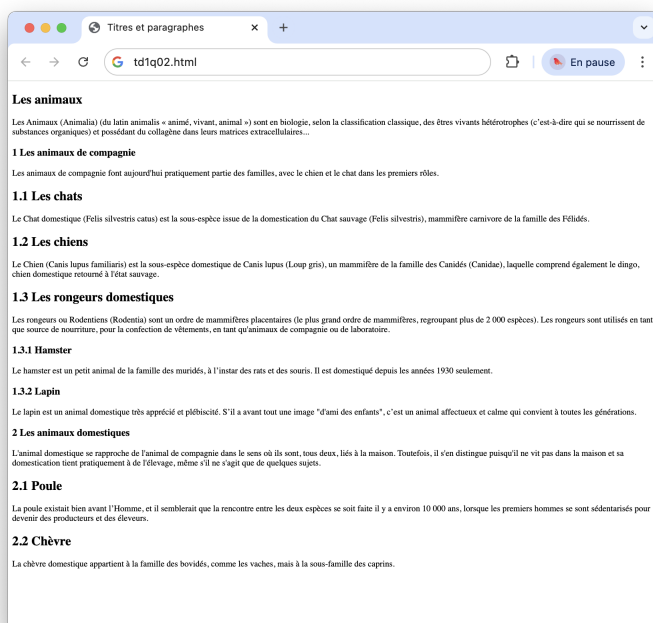 Titres et paragraphes
td1q02.html
En pause
Les animaux
Les Animaux (Animalia) (du latin animalis « animé, vivant, animal ») sont en biologie, selon la classification classique, des êtres vivants hétérotrophes (c’est-à-dire qui se nourrissent de
substances organiques) et possédant du collagène dans leurs matrices extracellulaires...
1 Les animaux de compagnie
Les animaux de compagnie font aujourd'hui pratiquement partie des familles, avec le chien et le chat dans les premiers rôles.
1.1 Les chats
Le Chat domestique (Felis silvestris catus) est la sous-espèce issue de la domestication du Chat sauvage (Felis silvestris), mammifère carnivore de la famille des Félidés.
1.2 Les chiens
Le Chien (Canis lupus familiaris) est la sous-espèce domestique de Canis lupus (Loup gris), un mammifère de la famille des Canidés (Canidae), laquelle comprend également le dingo,
chien domestique retourné à l'état sauvage.
1.3 Les rongeurs domestiques
Les rongeurs ou Rodentiens (Rodentia) sont un ordre de mammifères placentaires (le plus grand ordre de mammifères, regroupant plus de 2 000 espèces). Les rongeurs sont utilisés en tant
que source de nourriture, pour la confection de vêtements, en tant qu'animaux de compagnie ou de laboratoire.
1.3.1 Hamster
Le hamster est un petit animal de la famille des muridés, à l’instar des rats et des souris. Il est domestiqué depuis les années 1930 seulement.
1.3.2 Lapin
Le lapin est un animal domestique très apprécié et plébiscité. S’il a avant tout une image "d'ami des enfants", c’est un animal affectueux et calme qui convient à toutes les générations.
2 Les animaux domestiques
L'animal domestique se rapproche de l'animal de compagnie dans le sens où ils sont, tous deux, liés à la maison. Toutefois, il s'en distingue puisqu'il ne vit pas dans la maison et sa
domestication tient pratiquement à de l'élevage, même s'il ne s'agit que de quelques sujets.
2.1 Poule
La poule existait bien avant l’Homme, et il semblerait que la rencontre entre les deux espèces se soit faite il y a environ 10 000 ans, lorsque les premiers hommes se sont sédentarisés pour
devenir des producteurs et des éleveurs.
2.2 Chèvre
La chèvre domestique appartient à la famille des bovidés, comme les vaches, mais à la sous-famille des caprins.